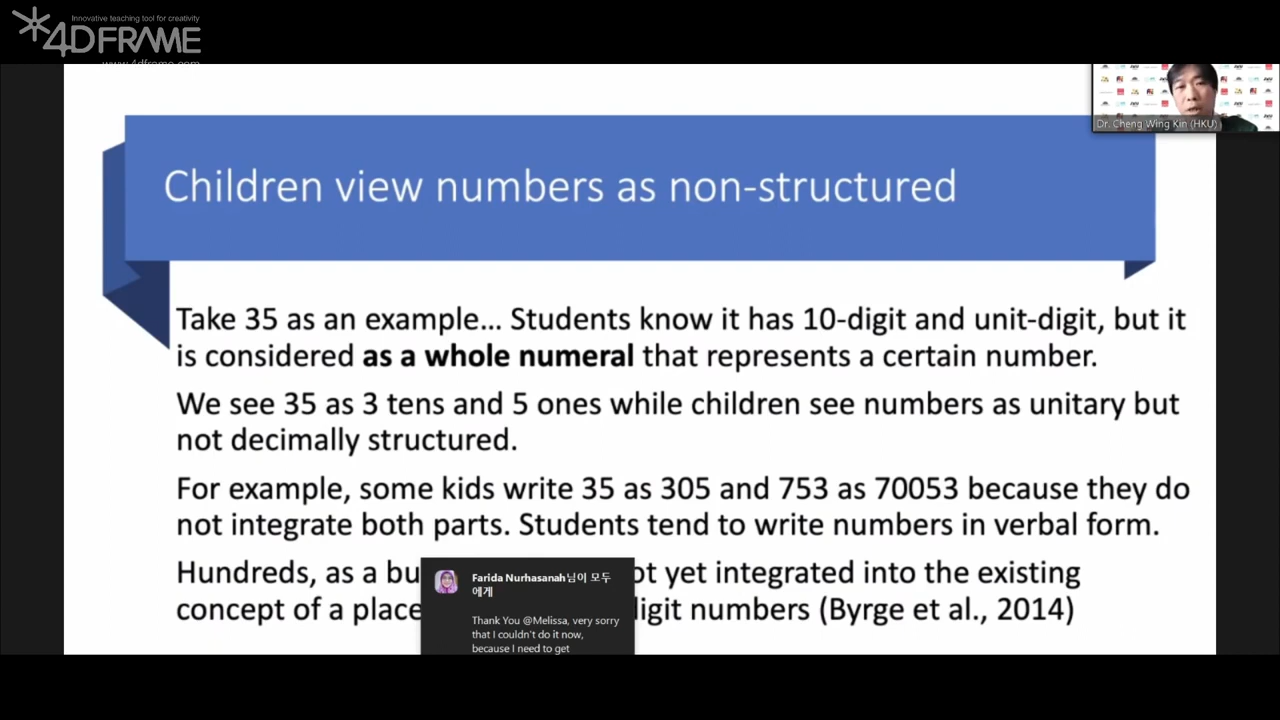 Innovative teaching tool for creativity
4DFRAME
www.4dframe.com
Dr. Cheng Wing Kin (HKU)
Children view numbers as non-structured
Take 35 as an example… Students know it has 10-digit and unit-digit, but it
is considered as a whole numeral that represents a certain number.
We see 35 as 3 tens and 5 ones while children see numbers as unitary but
not decimally structured.
For example, some kids write 35 as 305 and 753 as 70053 because they do
not integrate both parts. Students tend to write numbers in verbal form.
Hundreds, as a bu ot yet integrated into the existing
concept of a place igit numbers (Byrge et al., 2014)
Farida Nurhasanah님이 모두
에게
Thank You @Melissa, very sorry
that I couldn't do it now,
because I need to get